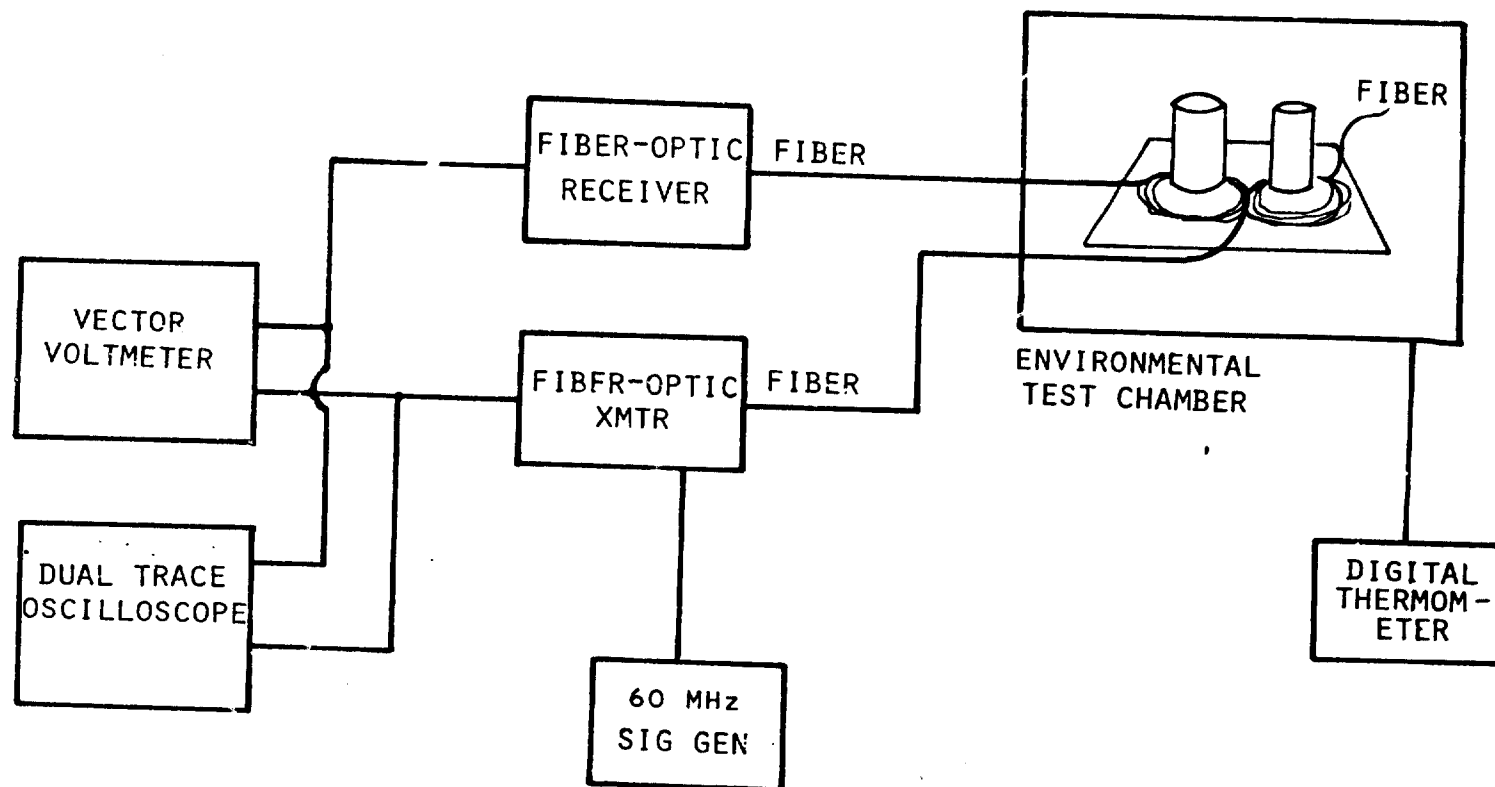 FIBER
FIBER-OPTIC
RECEIVER
FIBER
VECTOR
VOLTMETER
FIBFR-OPTIC
XMTR
FIBER
ENVIRONMENTAL
TEST CHAMBER
DUAL TRACE
OSCILLOSCOPE
DIGITAL
THERMOM-
ETER
60 MHz
SIG GEN